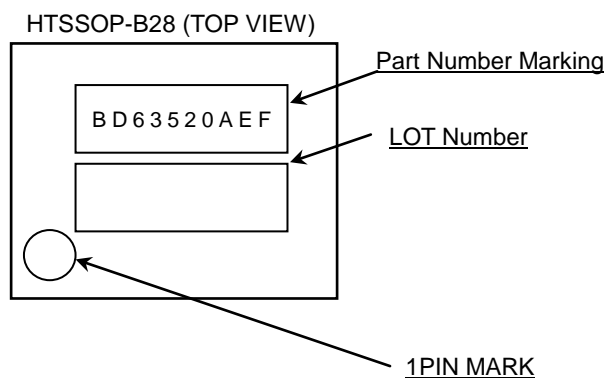 HTSSOP-B28 (TOP VIEW)
Part Number Marking
BD63520AEF
LOT Number
1PIN MARK